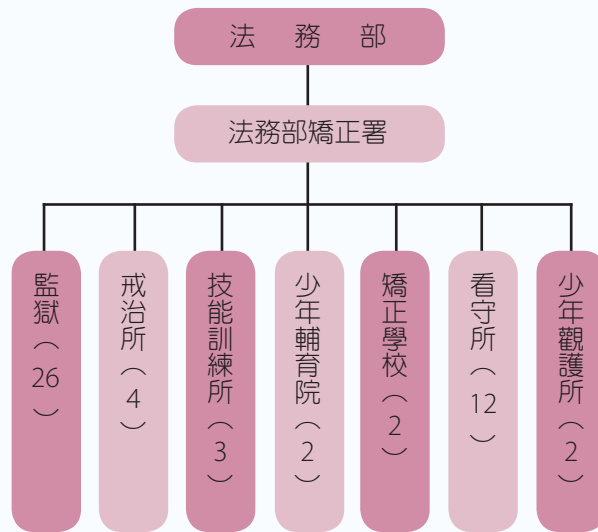 法務部
法務部矯正署
監獄（26）
戒治所（4）
技能訓練所（3）
少年輔育院（2）
矯正學校（2）
看守所（12）
少年觀護所（2）